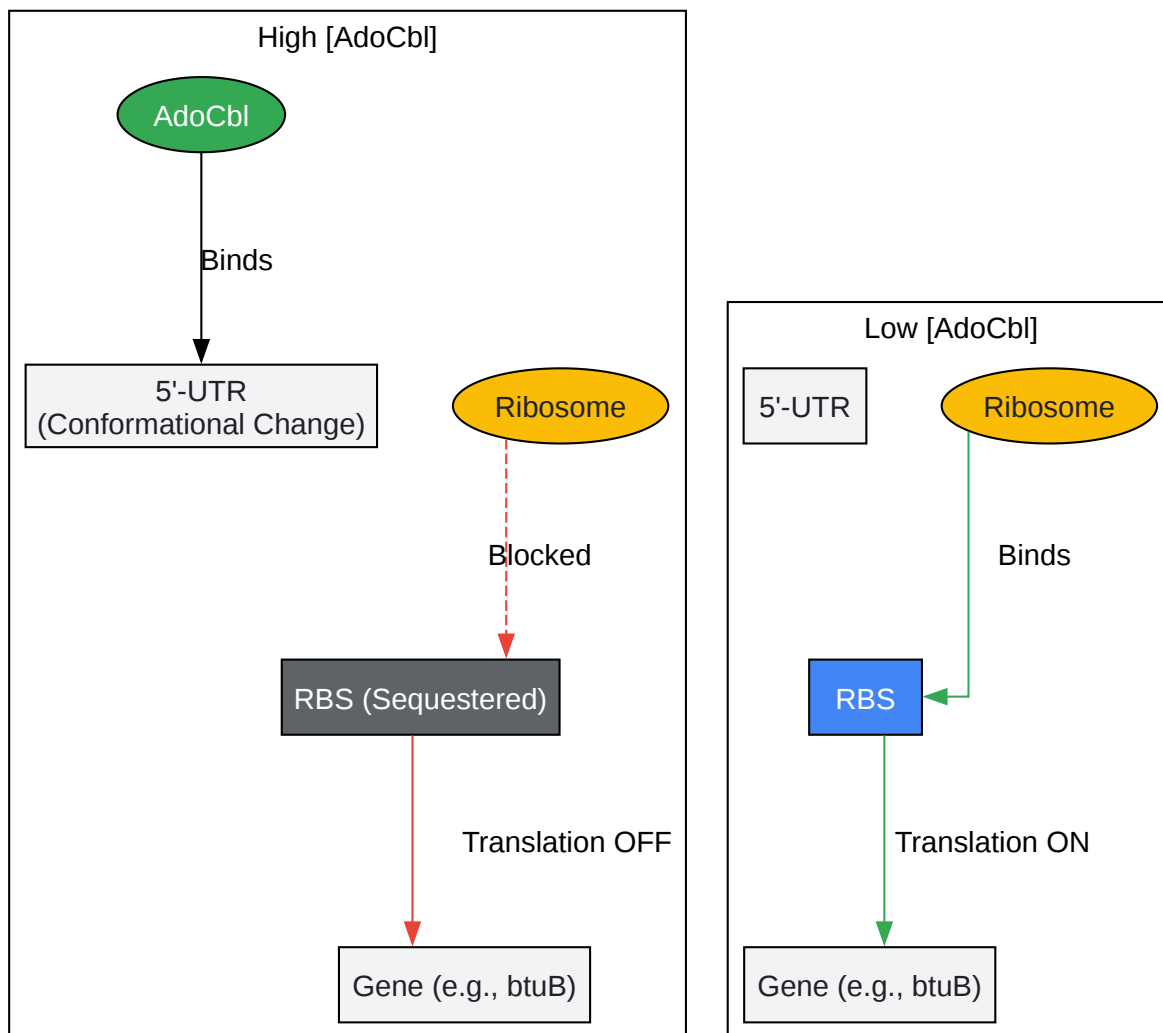 High [AdoCbl]
AdoCbl
Binds
5'-UTR
(Conformational Change)
Ribosome
Blocked
RBS (Sequestered)
Translation OFF
Gene (e.g., btuB)
Low [AdoCbl]
5'-UTR
Ribosome
Binds
RBS
Translation ON
Gene (e.g., btuB)